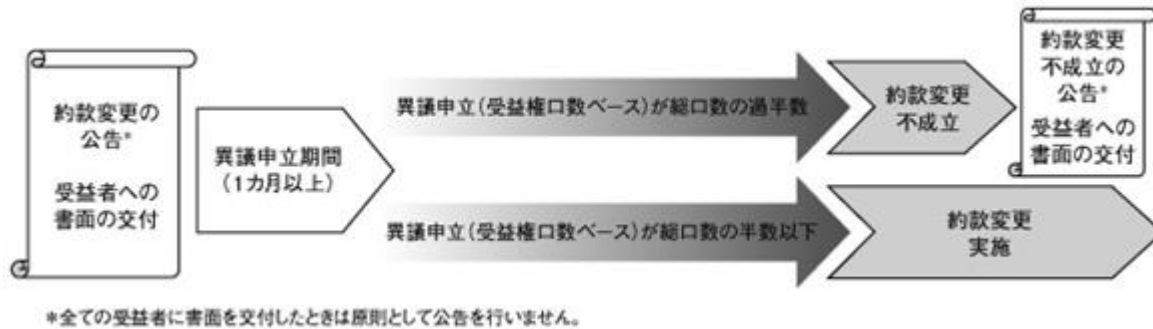 約款変更の
公告*
受益者への
書面の交付
異議申立期間
(1カ月以上)
異議申立(受益権口数ベース)が総口数の過半数
約款変更
不成立
約款変更
不成立の
公告*
受益者への
書面の交付
異議申立(受益権口数ベース)が総口数の半数以下
約款変更
実施
*全ての受益者に書面を交付したときは原則として公告を行いません。